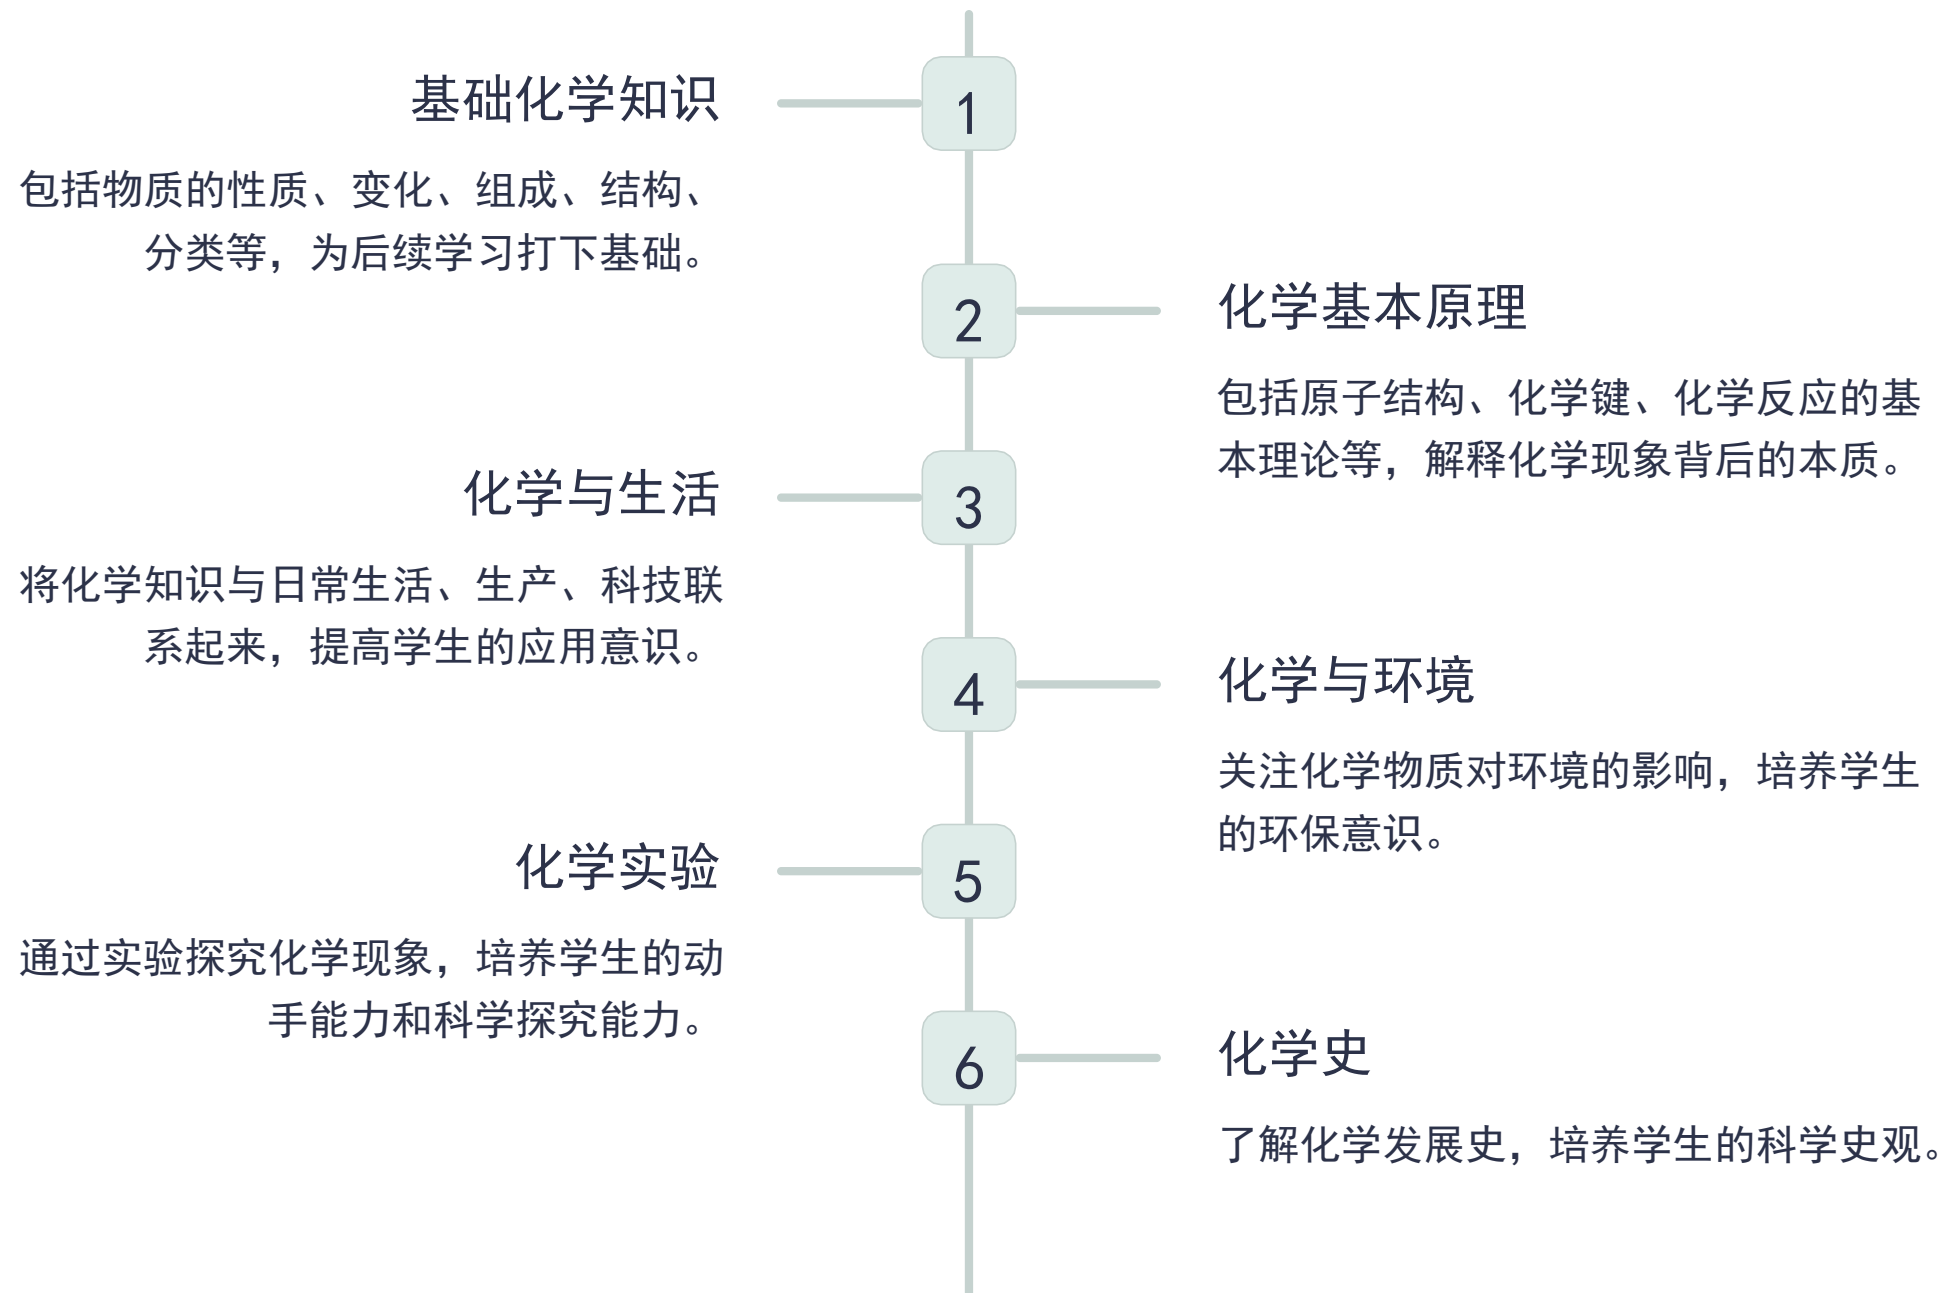 1
基础化学知识
包括物质的性质、变化、组成、结构、
分类等，为后续学习打下基础。
2
化学基本原理
包括原子结构、化学键、化学反应的基
本理论等，解释化学现象背后的本质。
3
化学与生活
将化学知识与日常生活、生产、科技联
系起来，提高学生的应用意识。
4
化学与环境
关注化学物质对环境的影响，培养学生
的环保意识。
5
化学实验
通过实验探究化学现象，培养学生的动
手能力和科学探究能力。
6
化学史
了解化学发展史，培养学生的科学史观。